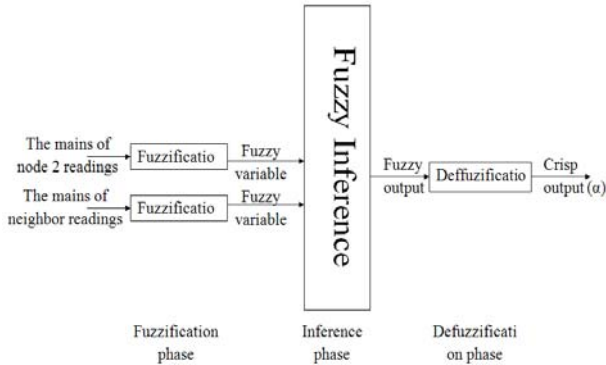 The mains of
node 2 readings
Fuzzificatio
Fuzzy
variable
The mains of
neighbor readings
Fuzzificatio
Fuzzy
variable
Fuzzy Inference
Fuzzy
output
Deffuzificatio
Crisp
output (α)
Fuzzification
phase
Inference
phase
Defuzzificati
on phase